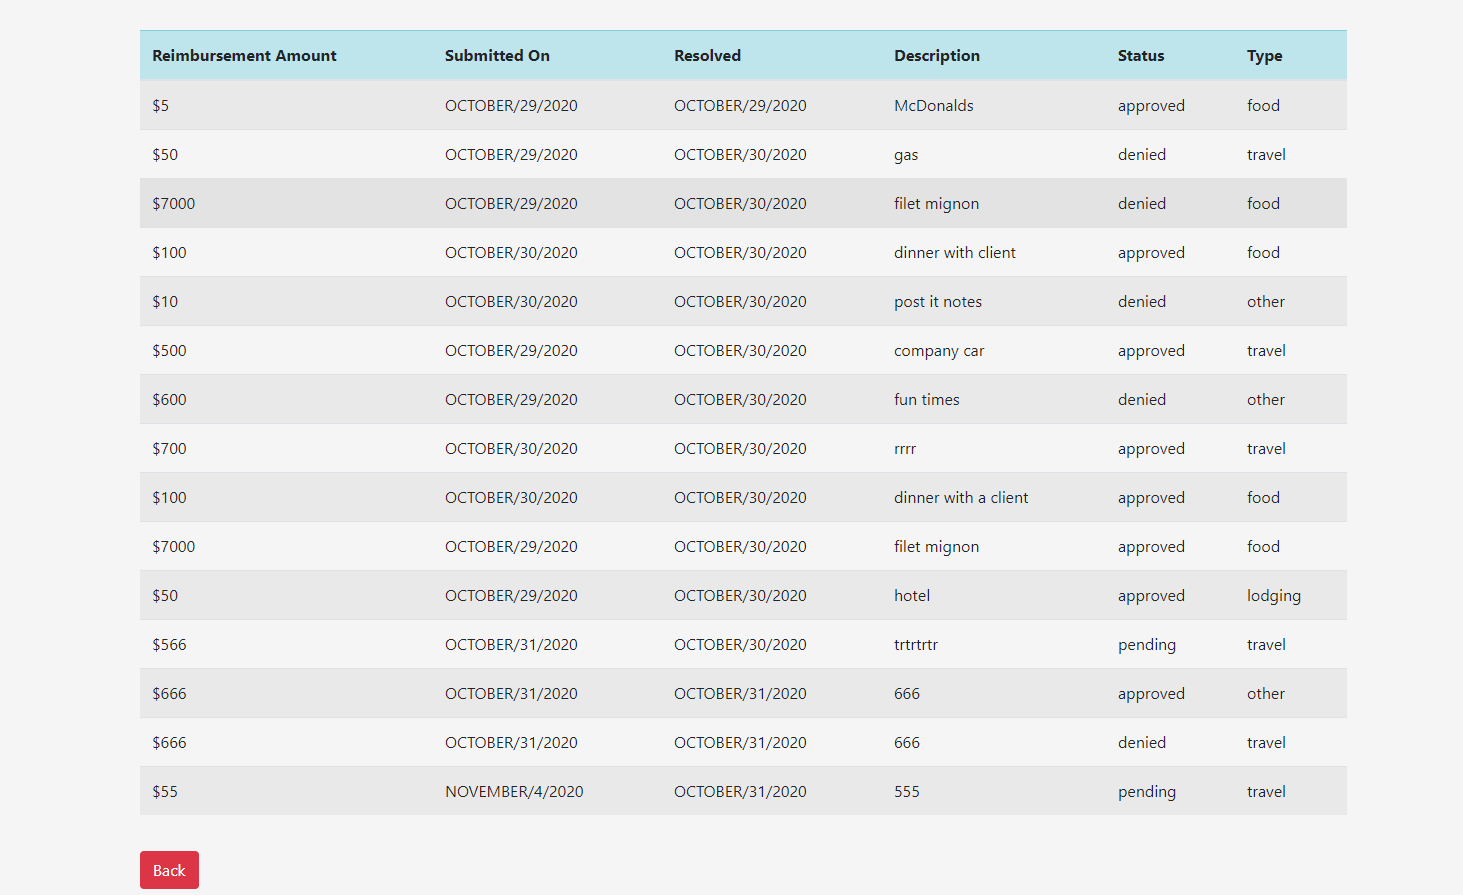 Reimbursement Amount Submitted On Resolved Description Status Type
$5 OCTOBER/29/2020 OCTOBER/29/2020 McDonalds approved food
$50 OCTOBER/29/2020 OCTOBER/30/2020 gas denied travel
$7000 OCTOBER/29/2020 OCTOBER/30/2020 filet mignon denied food
$100 OCTOBER/30/2020 OCTOBER/30/2020 dinner with client approved food
$10 OCTOBER/30/2020 OCTOBER/30/2020 post it notes denied other
$500 OCTOBER/29/2020 OCTOBER/30/2020 company car approved travel
$600 OCTOBER/29/2020 OCTOBER/30/2020 fun times denied other
$700 OCTOBER/30/2020 OCTOBER/30/2020 rrrr approved travel
$100 OCTOBER/30/2020 OCTOBER/30/2020 dinner with a client approved food
$7000 OCTOBER/29/2020 OCTOBER/30/2020 filet mignon approved food
$50 OCTOBER/29/2020 OCTOBER/30/2020 hotel approved lodging
$566 OCTOBER/31/2020 OCTOBER/30/2020 trtrtrtr pending travel
$666 OCTOBER/31/2020 OCTOBER/31/2020 666 approved other
$666 OCTOBER/31/2020 OCTOBER/31/2020 666 denied travel
$55 NOVEMBER/4/2020 OCTOBER/31/2020 555 pending travel
Back